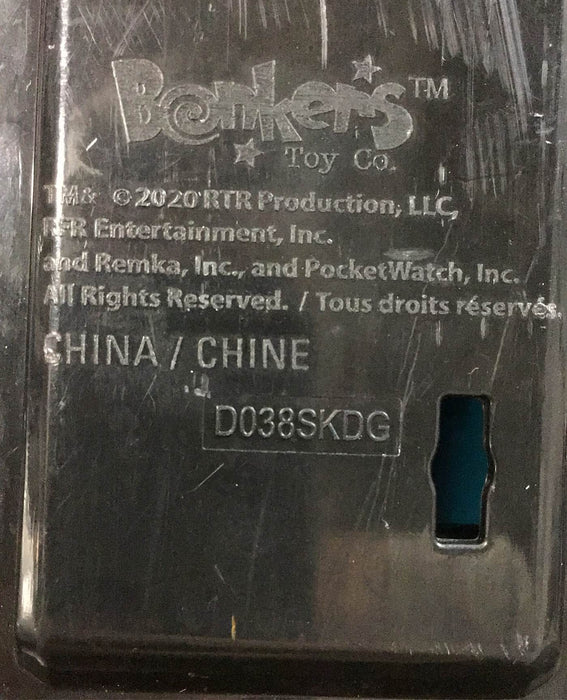 Bonkers™
Toy Co.
TM& ©2020 RTR Production, LLC,
RFR Entertainment, Inc.
and Remka, Inc., and PocketWatch, Inc.
All Rights Reserved. / Tous droits réservés.
CHINA / CHINE
D038SKDG